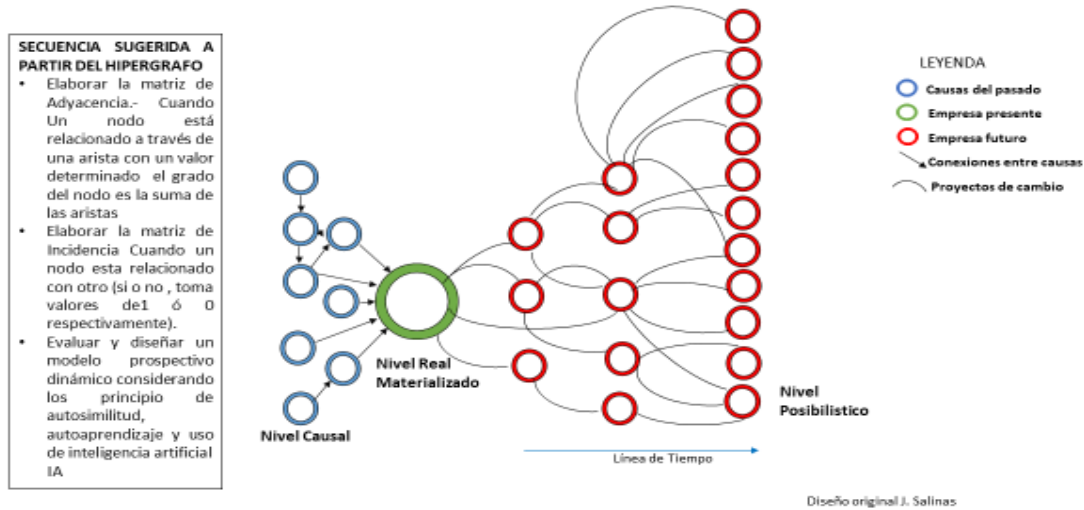 SECUENCIA SUGERIDA A
PARTIR DEL HIPERGRAFO
• Elaborar la matriz de
Adyacencia.- Cuando
Un nodo está
relacionado a través de
una arista con un valor
determinado el grado
del nodo es la suma de
las aristas
• Elaborar la matriz de
Incidencia Cuando un
nodo esta relacionado
con otro (si o no , toma
valores de1 ó 0
respectivamente).
• Evaluar y diseñar un
modelo prospectivo
dinámico considerando
los principio de
autosimilitud,
autoaprendizaje y uso
de inteligencia artificial
IA
Nivel Causal
Nivel Real
Materializado
Nivel
Posibilistico
Línea de Tiempo
LEYENDA
Causas del pasado
Empresa presente
Empresa futuro
Conexiones entre causas
Proyectos de cambio
Diseño original J. Salinas